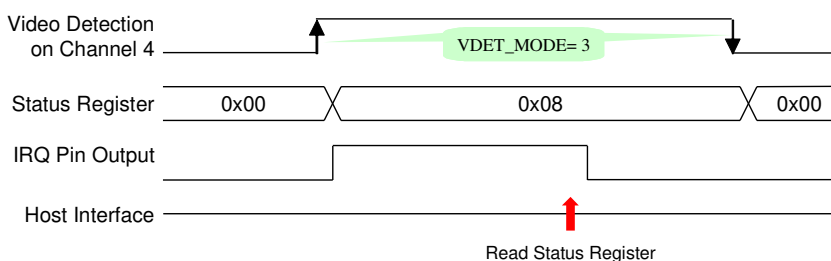 Video Detection
on Channel 4
VDET_MODE= 3
Status Register
0x00
0x08
0x00
IRQ Pin Output
Host Interface
Read Status Register